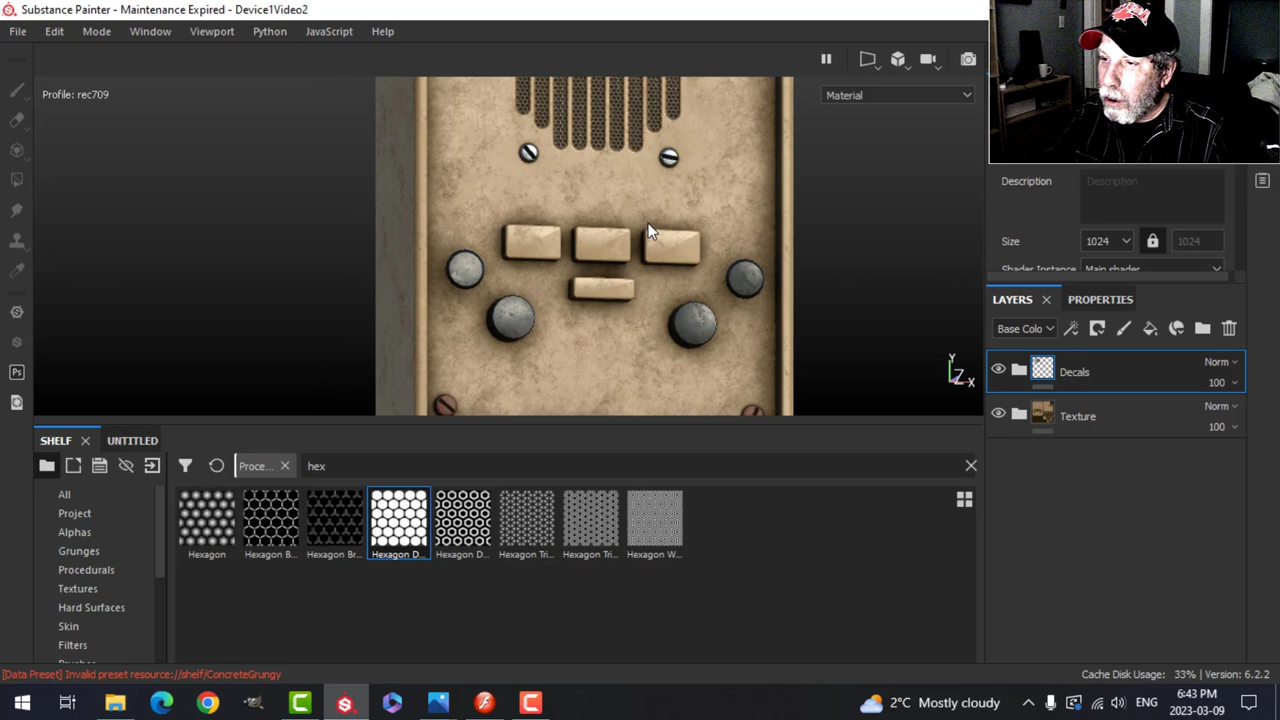 Substance Painter - Maintenance Expired - Device1Video2
File Edit Mode Window Viewport Python JavaScript Help
Profile: rec709
Material
Description Description
Size 1024 1024
Shader Instance Main shader
LAYERS PROPERTIES
Base Colo
Decals Norm 100
Texture Norm 100
Y
Z X
SHELF UNTITLED
Proce... hex
All
Project
Alphas
Grunges
Procedurals
Textures
Hard Surfaces
Skin
Filters
Hexagon Hexagon B... Hexagon Br... Hexagon D... Hexagon D... Hexagon Tri... Hexagon Tri... Hexagon W...
[Data Preset] Invalid preset resource://shelf/ConcreteGrungy
Cache Disk Usage: 33% | Version: 6.2.2
2°C Mostly cloudy
ENG
6:43 PM
2023-03-09